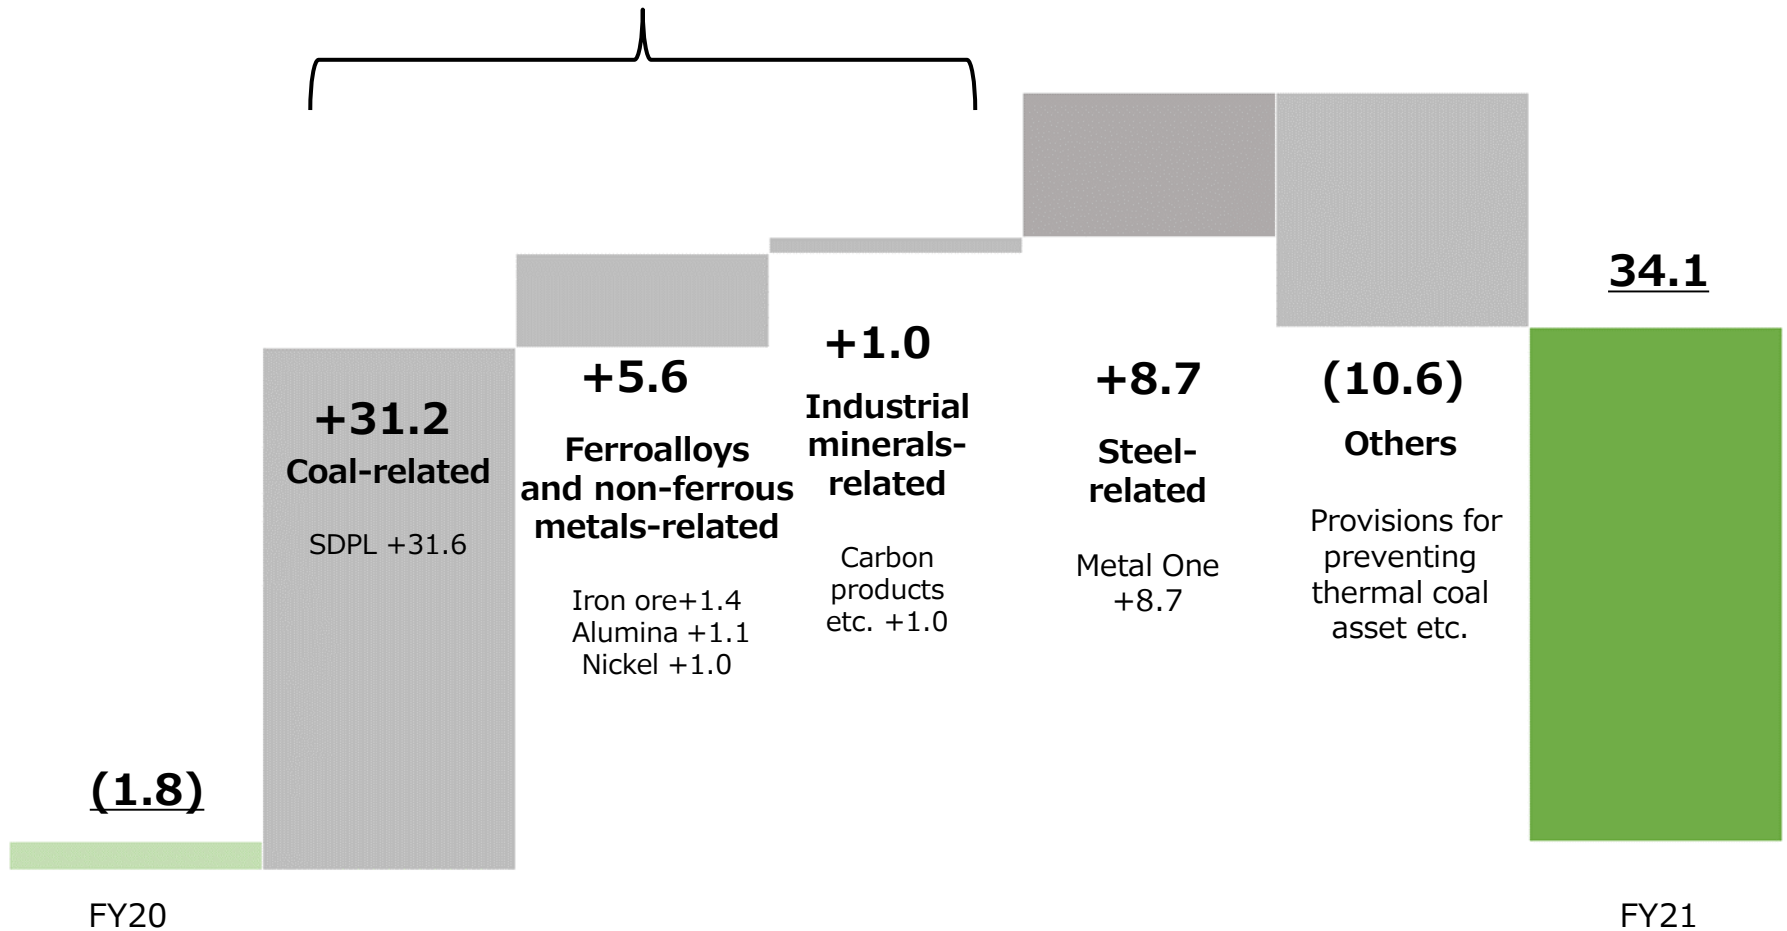 (1.8)
FY20
+31.2
Coal-related
SDPL +31.6
+5.6
Ferroalloys
and non-ferrous
metals-related
Iron ore+1.4
Alumina +1.1
Nickel +1.0
+1.0
Industrial
minerals-
related
Carbon
products
etc. +1.0
+8.7
Steel-
related
Metal One
+8.7
(10.6)
Others
Provisions for
preventing
thermal coal
asset etc.
34.1
FY21